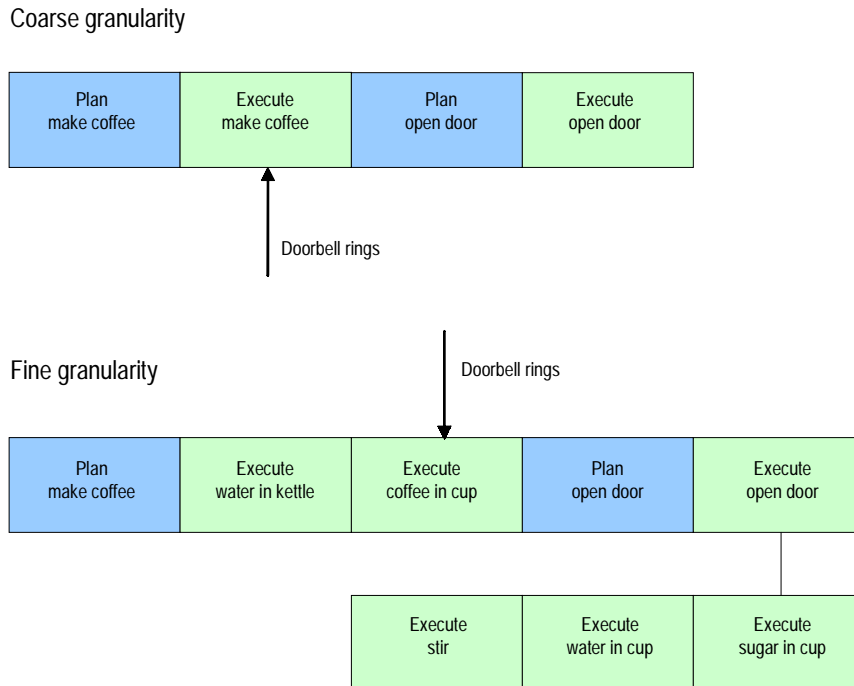 Coarse granularity
Plan
make coffee
Execute
make coffee
Plan
open door
Execute
open door
Doorbell rings
Fine granularity
Doorbell rings
Plan
make coffee
Execute
water in kettle
Execute
coffee in cup
Plan
open door
Execute
open door
Execute
stir
Execute
water in cup
Execute
sugar in cup